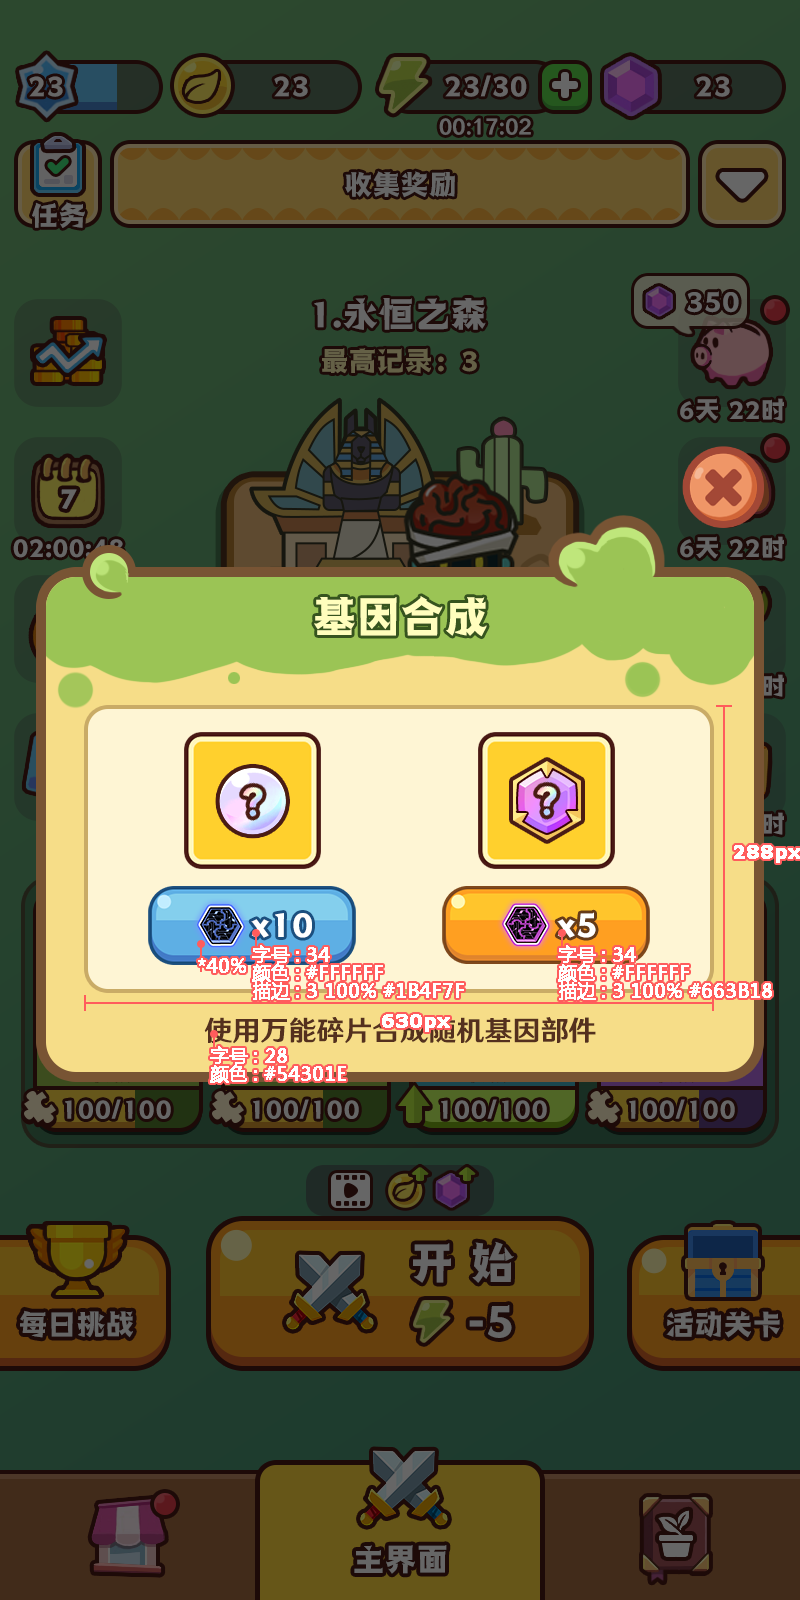 23
23
23/30
23
00:17:02
任务
收集奖励
1.永恒之森
350
最高记录：3
6天 22时
7
02:00:48
6天 22时
基因合成
时
?
?
时
288px
x10
x5
*40%
字号：34
颜色：#FFFFFF
描边：3 100% #1B4F7F
字号：34
颜色：#FFFFFF
描边：3 100% #663B18
630px
使用万能碎片合成随机基因部件
字号：28
颜色：#54301E
100/100
100/100
100/100
100/100
开 始
-5
每日挑战
活动关卡
主界面